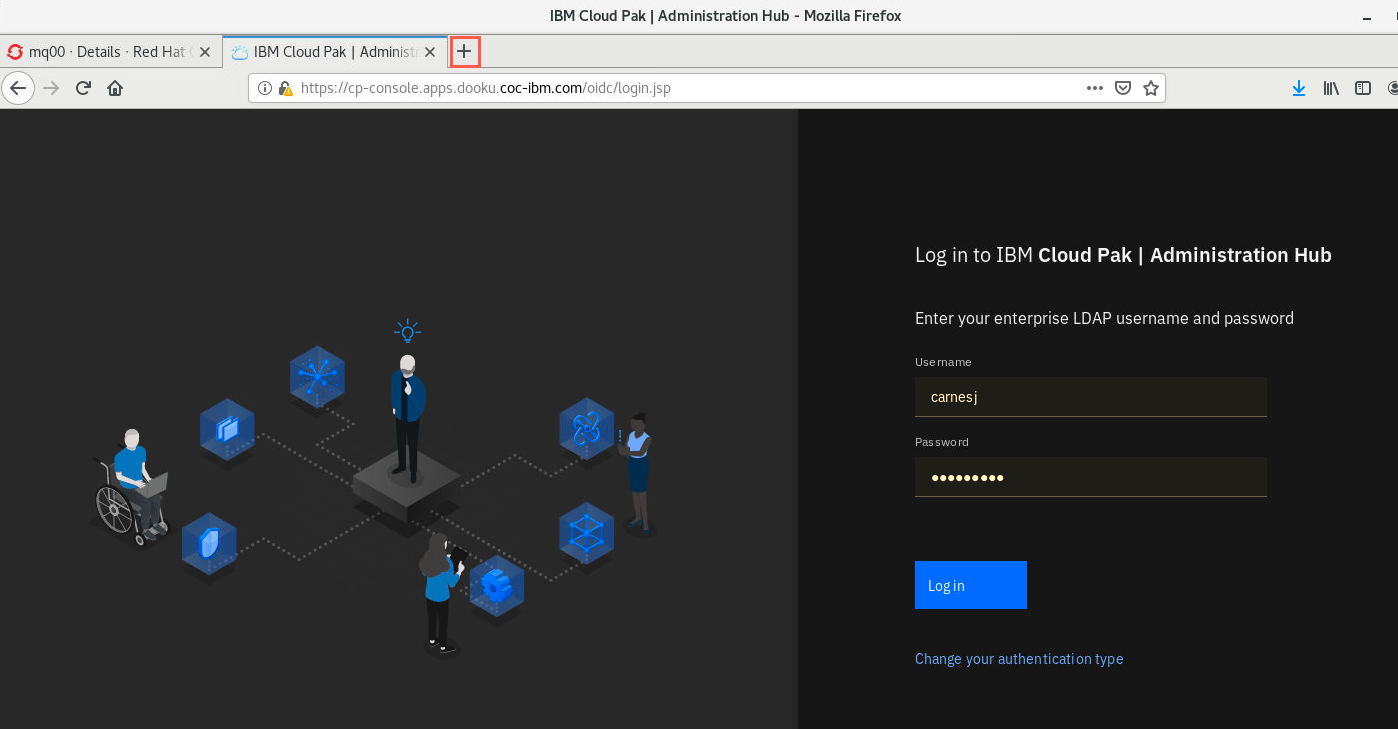 IBM Cloud Pak | Administration Hub - Mozilla Firefox
mq00 · Details · Red Hat
IBM Cloud Pak | Administr
https://cp-console.apps.dooku.coc-ibm.com/oidc/login.jsp
Log in to IBM Cloud Pak | Administration Hub
Enter your enterprise LDAP username and password
Username
carnesj
Password
●●●●●●●●●
Log in
Change your authentication type